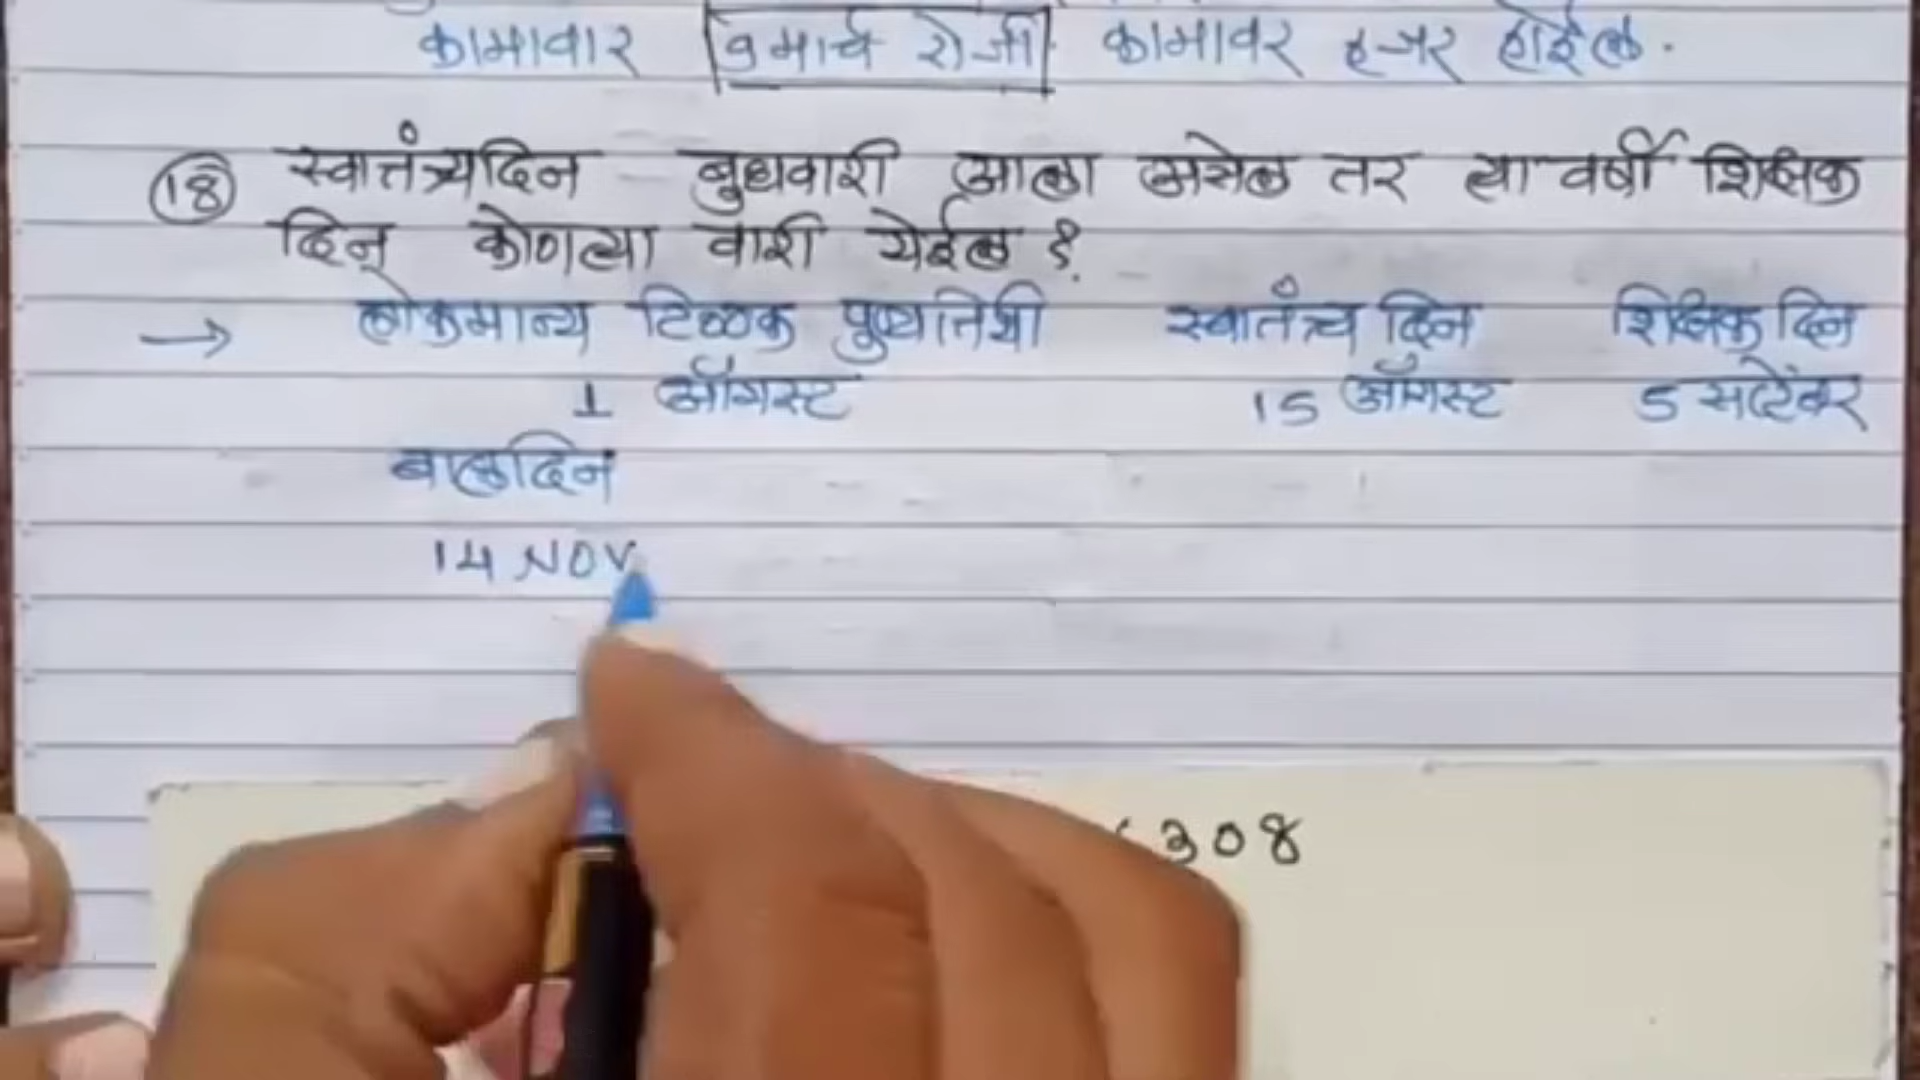 कामावार 9 मार्च रोजी कामावर हजर होईल.
(18) स्वातंत्र्यदिन बुधवारी आला असेल तर त्या वर्षी शिक्षक
दिन कोणत्या वारी येईल ?
→ लोकमान्य टिळक पुण्यतिथी स्वातंत्र्य दिन शिक्षक दिन
1 ऑगस्ट 15 ऑगस्ट 5 सप्टेंबर
बालदिन
14 NOV
308